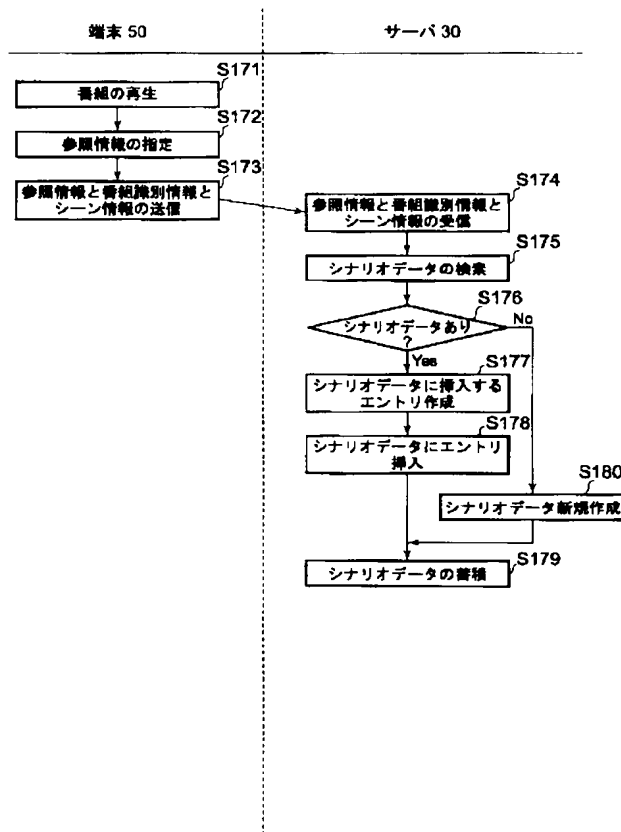 端末 50
サーバ 30
S171
番組の再生
S172
参照情報の指定
S173
参照情報と番組識別情報と
シーン情報の送信
S174
参照情報と番組識別情報と
シーン情報の受信
S175
シナリオデータの検索
S176
シナリオデータあり
?
No
Yes
S177
シナリオデータに挿入する
エントリ作成
S178
シナリオデータにエントリ
挿入
S180
シナリオデータ新規作成
S179
シナリオデータの蓄積